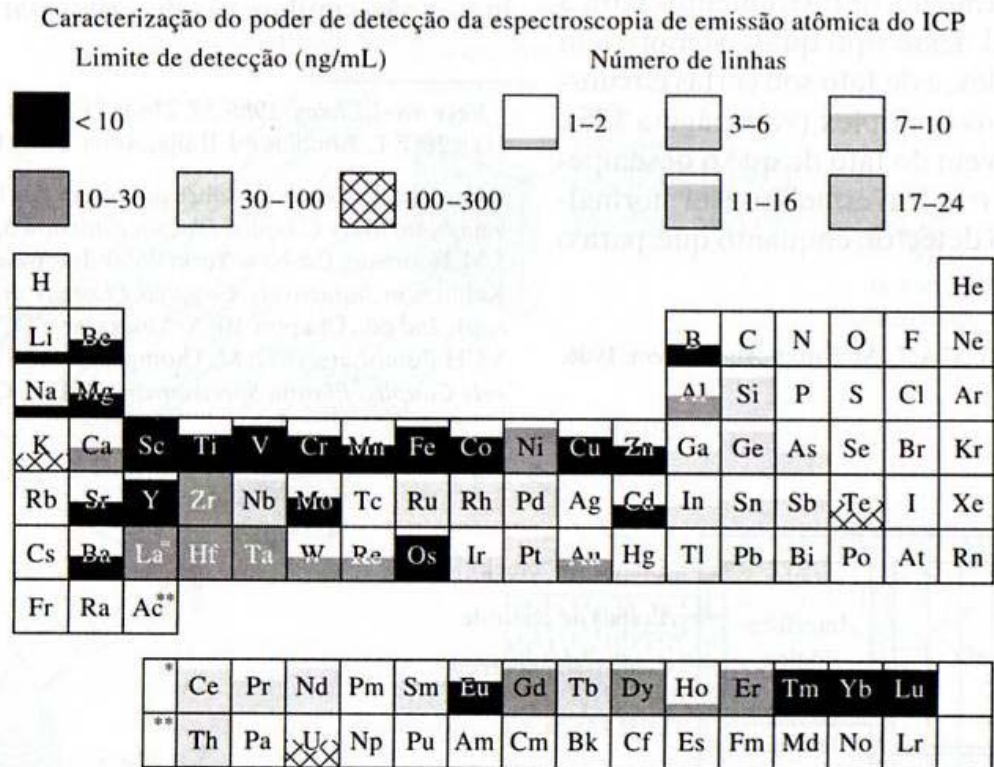 Caracterização do poder de detecção da espectroscopia de emissão atômica do ICP
Limite de detecção (ng/mL) Número de linhas
< 10 1–2 3–6 7–10
10–30 30–100 100–300 11–16 17–24
H He
Li Be B C N O F Ne
Na Mg Al Si P S Cl Ar
K Ca Sc Ti V Cr Mn Fe Co Ni Cu Zn Ga Ge As Se Br Kr
Rb Sr Y Zr Nb Mo Tc Ru Rh Pd Ag Cd In Sn Sb Te I Xe
Cs Ba La* Hf Ta W Re Os Ir Pt Au Hg Tl Pb Bi Po At Rn
Fr Ra Ac**
* Ce Pr Nd Pm Sm Eu Gd Tb Dy Ho Er Tm Yb Lu
** Th Pa U Np Pu Am Cm Bk Cf Es Fm Md No Lr